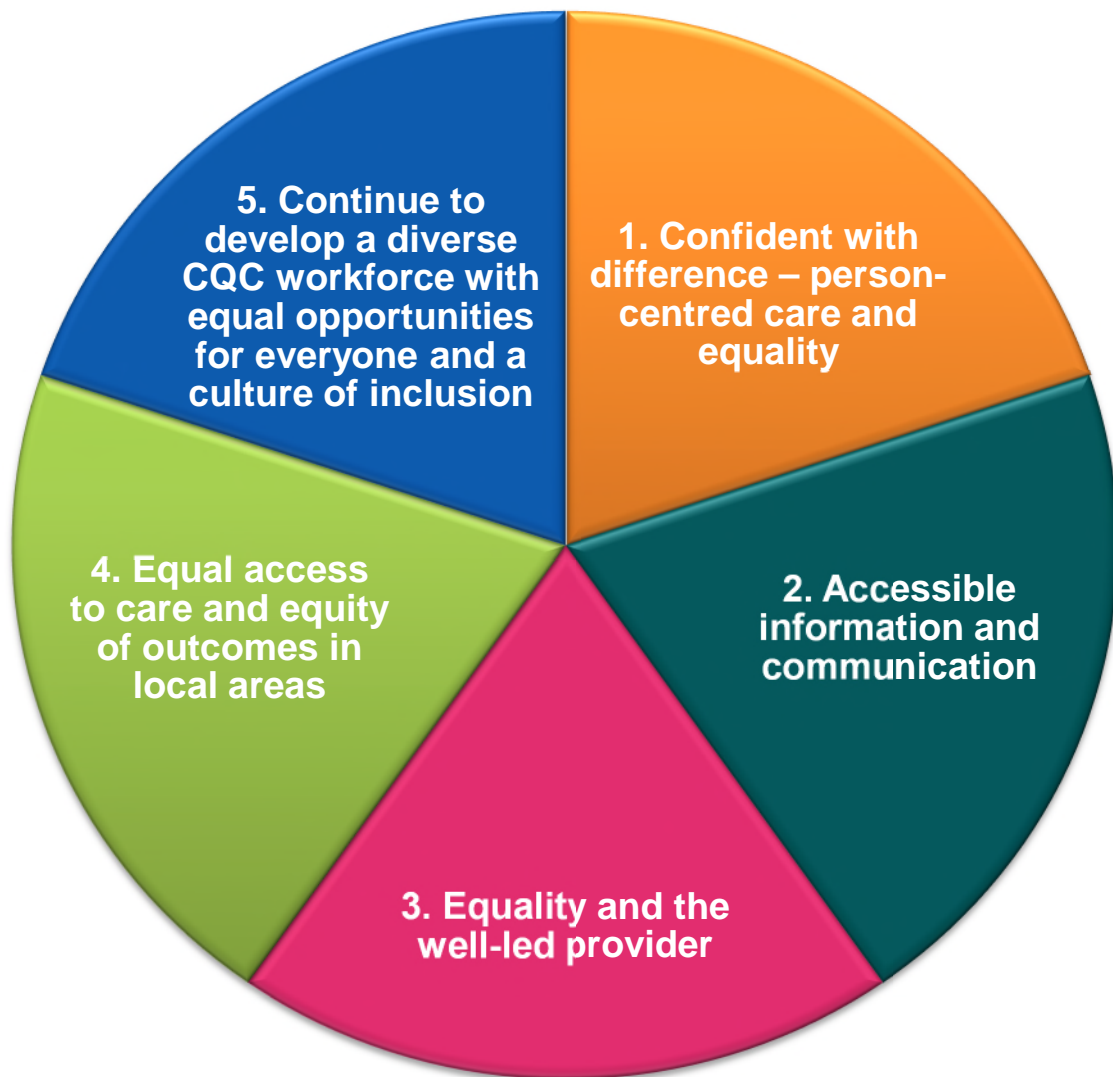 1. Confident with
difference – person-
centred care and
equality
2. Accessible
information and
communication
3. Equality and the
well-led provider
4. Equal access
to care and equity
of outcomes in
local areas
5. Continue to
develop a diverse
CQC workforce with
equal opportunities
for everyone and a
culture of inclusion